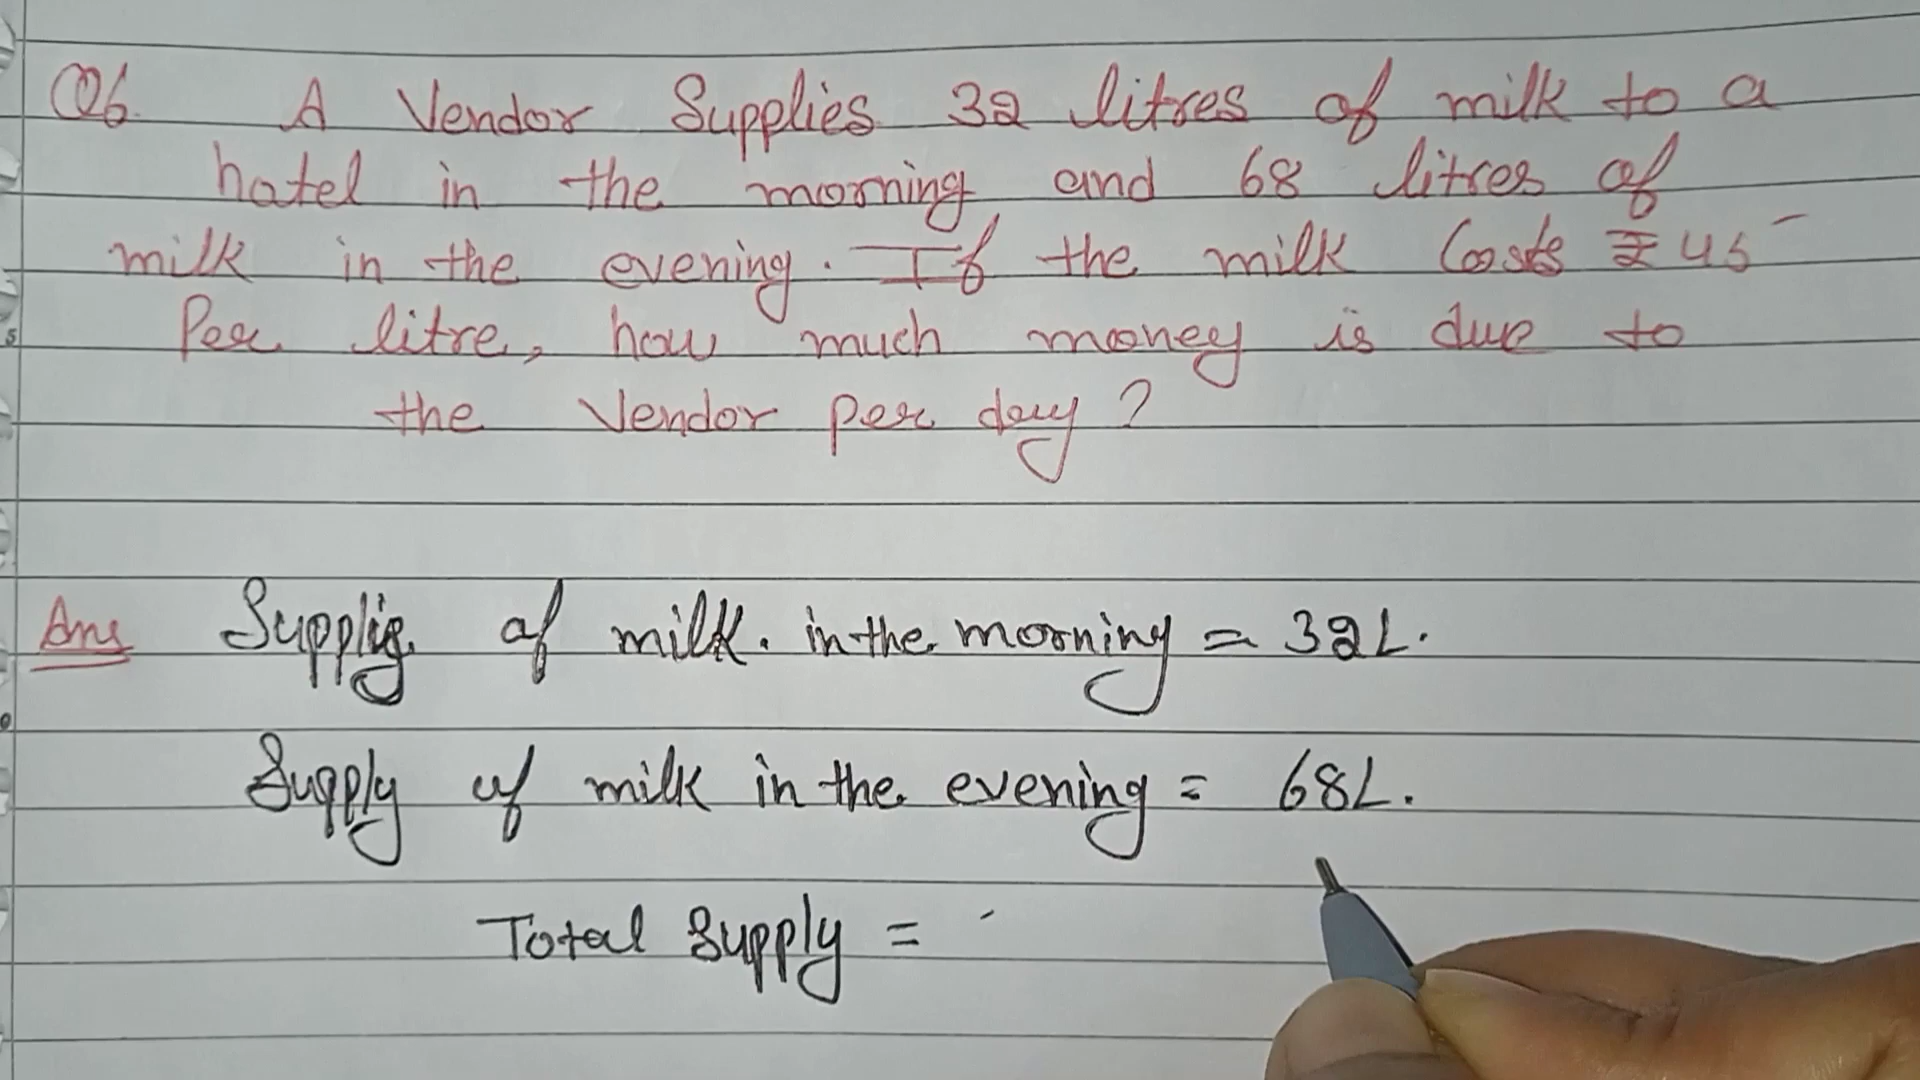 Q6. A Vendor Supplies 32 litres of milk to a
hotel in the morning and 68 litres of
milk in the evening. If the milk Costs ₹ 45
Per litre, how much money is due to
the Vendor per day?
Ans Supply of milk. in the morning = 32L.
Supply of milk in the evening = 68L.
Total Supply =